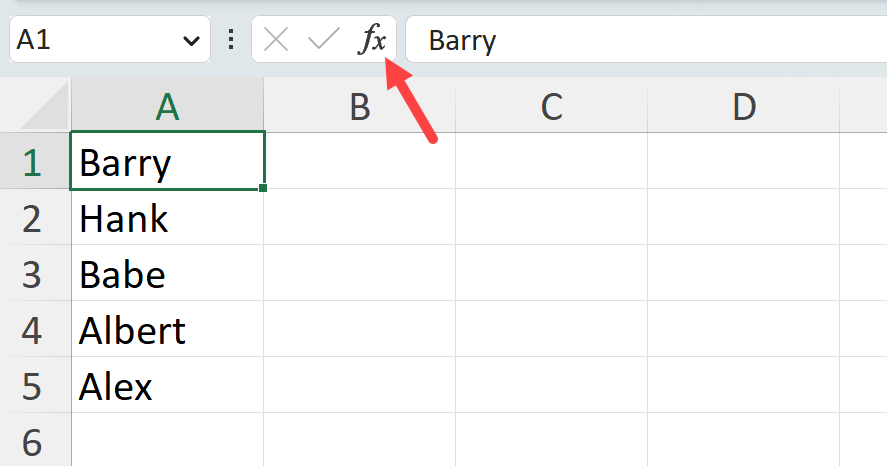 A1 fx Barry
A B C D
1 Barry
2 Hank
3 Babe
4 Albert
5 Alex
6